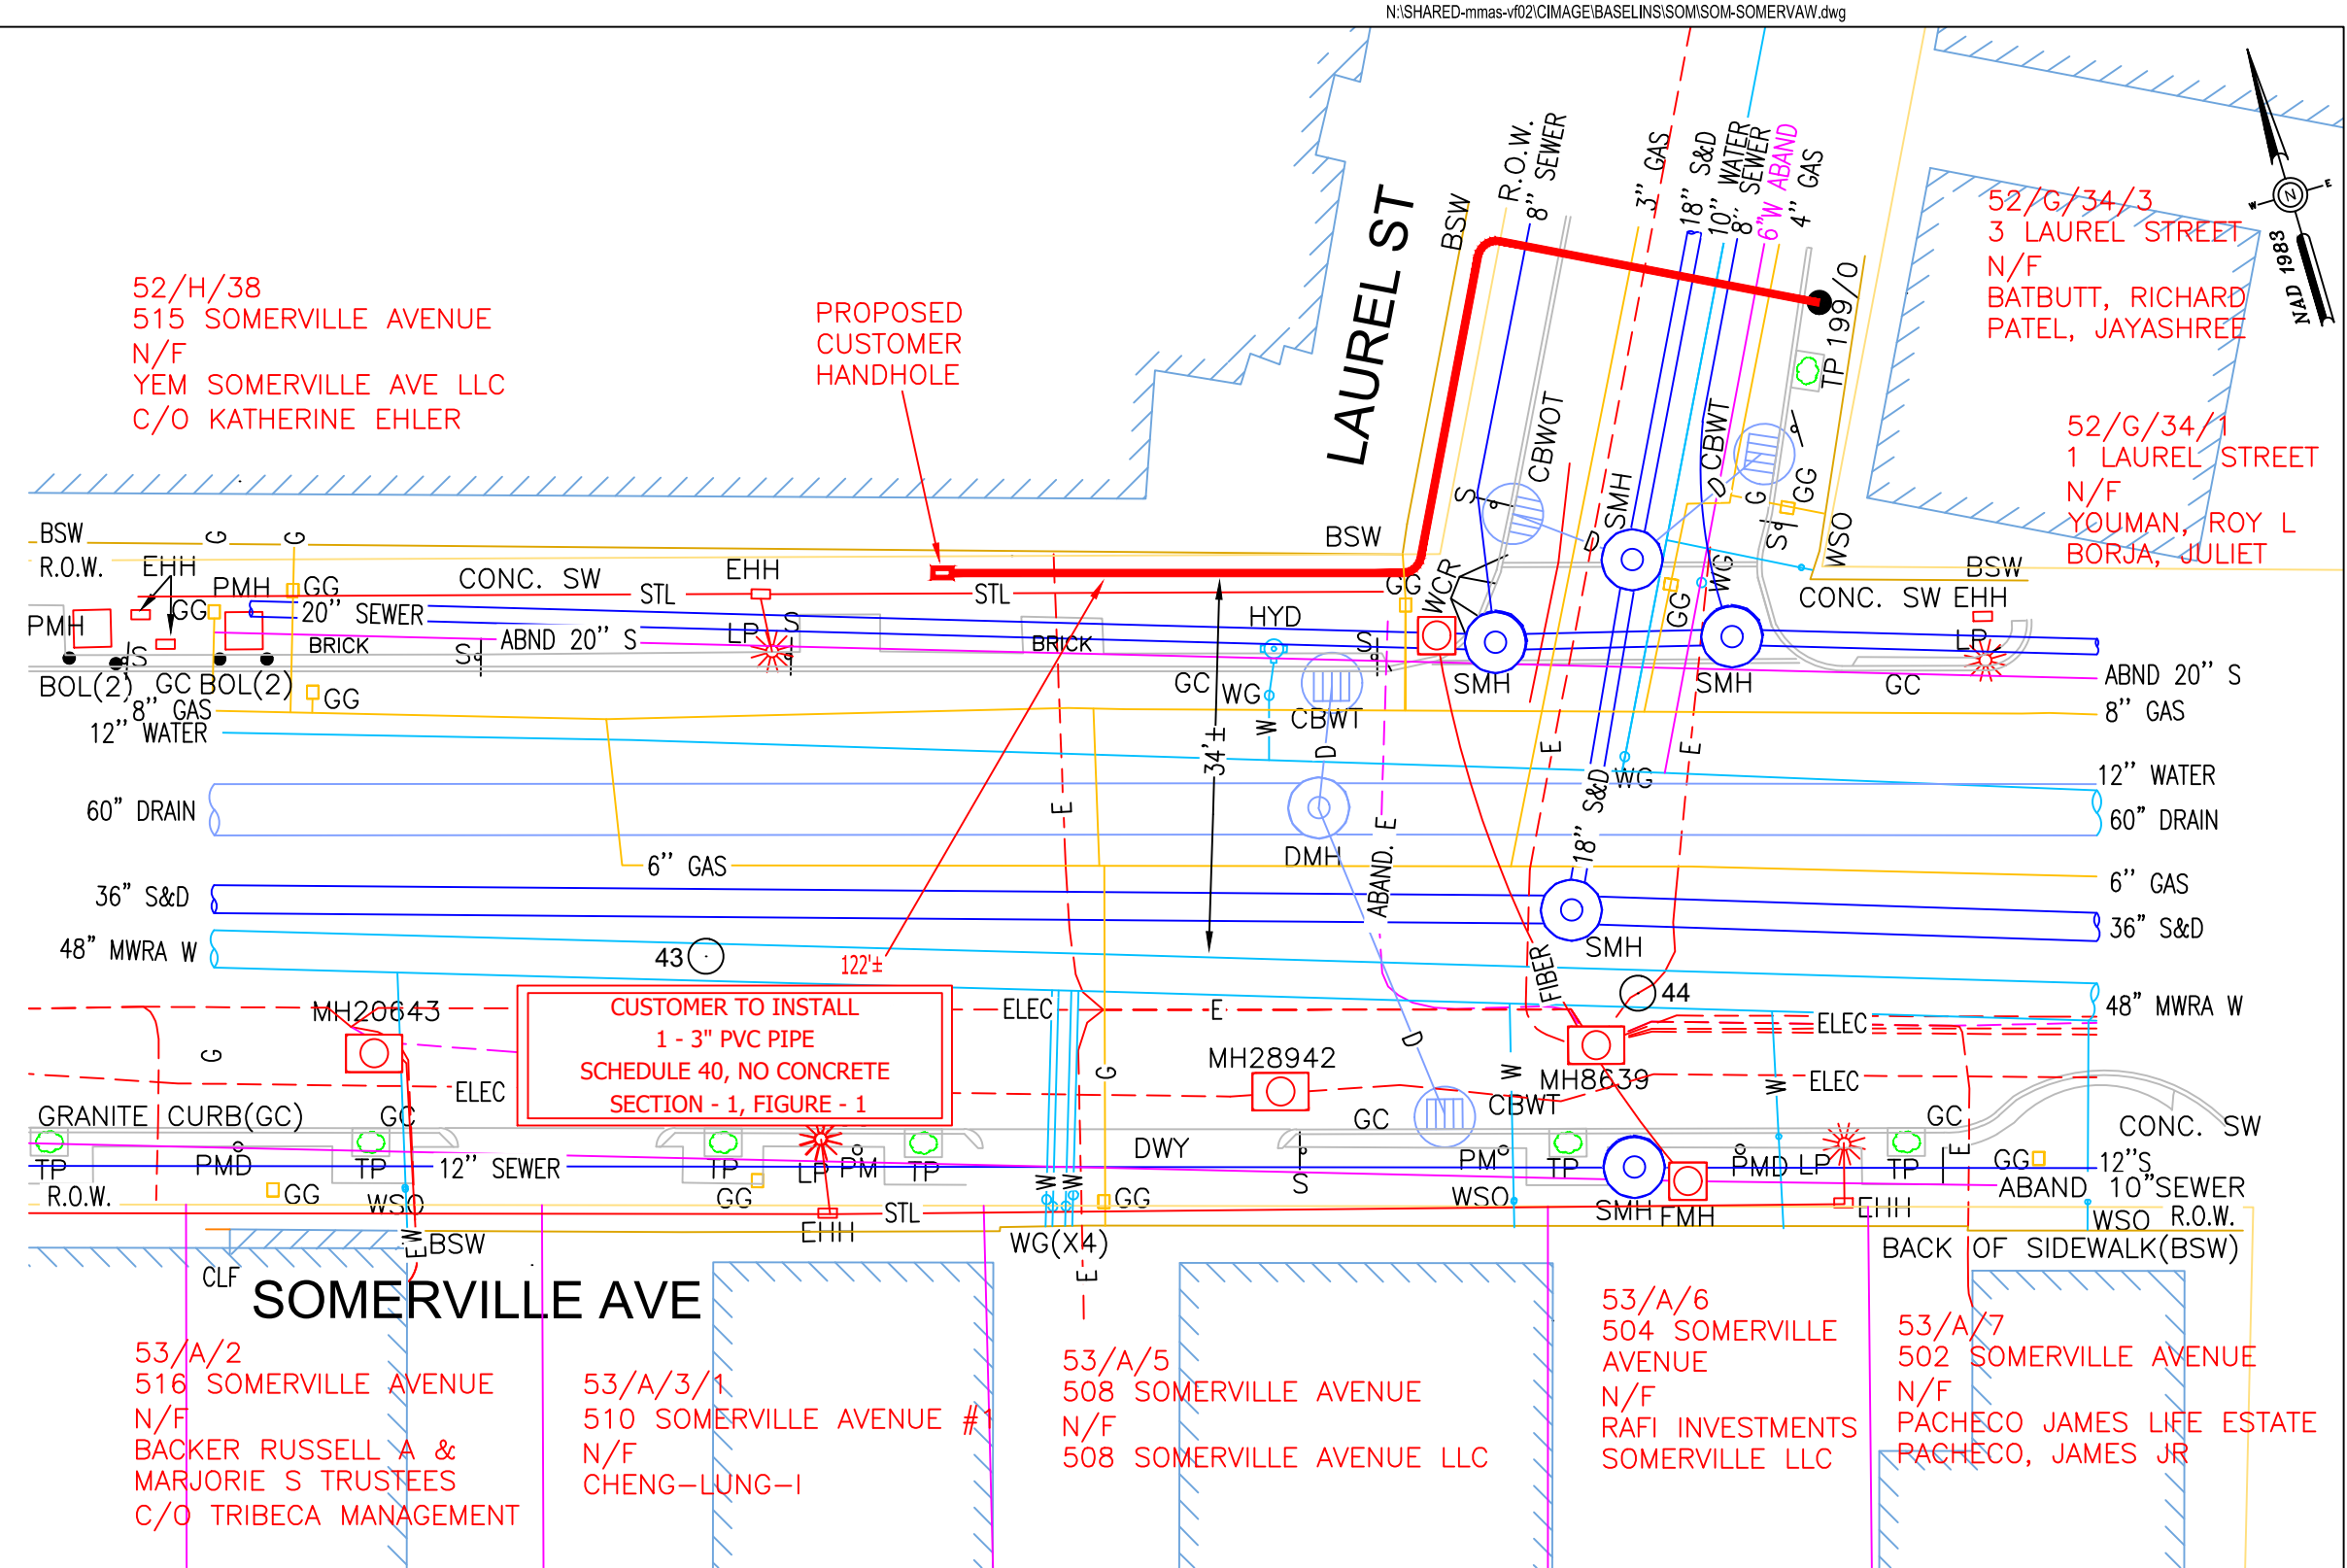 N:\SHARED-mmas-vf02\CIMAGE\BASELINS\SOM\SOM-SOMERVAW.dwg
NAD 1983
N
W
E
52/H/38
515 SOMERVILLE AVENUE
N/F
YEM SOMERVILLE AVE LLC
C/O KATHERINE EHLER
PROPOSED
CUSTOMER
HANDHOLE
LAUREL ST
BSW
R.O.W.
8'' SEWER
3'' GAS
18'' S&D
10'' WATER
8'' SEWER
6"W ABAND
4'' GAS
52/G/34/3
3 LAUREL STREET
N/F
BATBUTT, RICHARD
PATEL, JAYASHREE
TP 199/0
52/G/34/1
1 LAUREL STREET
N/F
YOUMAN, ROY L
BORJA, JULIET
CBWOT
CBWT
S
SMH
D
D
G
GG
S
WSO
BSW
G
G
BSW
R.O.W.
EHH
PMH
GG
CONC. SW
EHH
STL
STL
GG
WCR
GG
WG
BSW
CONC. SW
EHH
PMH
GG
20'' SEWER
BRICK
ABND 20'' S
S
LP
S
BRICK
HYD
S
LP
S
BOL(2)
GC
BOL(2)
GG
GC
WG
CBWT
SMH
SMH
GC
ABND 20'' S
8'' GAS
8'' GAS
12'' WATER
W
34'±
D
E
E
WG
12'' WATER
60" DRAIN
E
18'' S&D
60" DRAIN
DMH
6'' GAS
ABAND. E
6'' GAS
36" S&D
36" S&D
SMH
48" MWRA W
43
122'±
FIBER
44
48" MWRA W
MH20643
CUSTOMER TO INSTALL
1 - 3" PVC PIPE
SCHEDULE 40, NO CONCRETE
SECTION - 1, FIGURE - 1
ELEC
E
ELEC
G
ELEC
G
MH28942
D
W
MH8639
W
ELEC
GRANITE CURB(GC)
GC
GC
CBWT
GC
CONC. SW
TP
PMD
TP
12'' SEWER
TP
LP
PM
TP
DWY
PM
TP
PMD
LP
TP
E
GG
12''S
R.O.W.
GG
WSO
GG
W
W
GG
S
WSO
ABAND 10''SEWER
STL
EHH
SMH
FMH
EHH
WSO
R.O.W.
EW
BSW
WG(X4)
BACK OF SIDEWALK(BSW)
CLF
E
SOMERVILLE AVE
53/A/2
516 SOMERVILLE AVENUE
N/F
BACKER RUSSELL A &
MARJORIE S TRUSTEES
C/O TRIBECA MANAGEMENT
53/A/3/1
510 SOMERVILLE AVENUE #1
N/F
CHENG-LUNG-I
53/A/5
508 SOMERVILLE AVENUE
N/F
508 SOMERVILLE AVENUE LLC
53/A/6
504 SOMERVILLE
AVENUE
N/F
RAFI INVESTMENTS
SOMERVILLE LLC
53/A/7
502 SOMERVILLE AVENUE
N/F
PACHECO JAMES LIFE ESTATE
PACHECO, JAMES JR